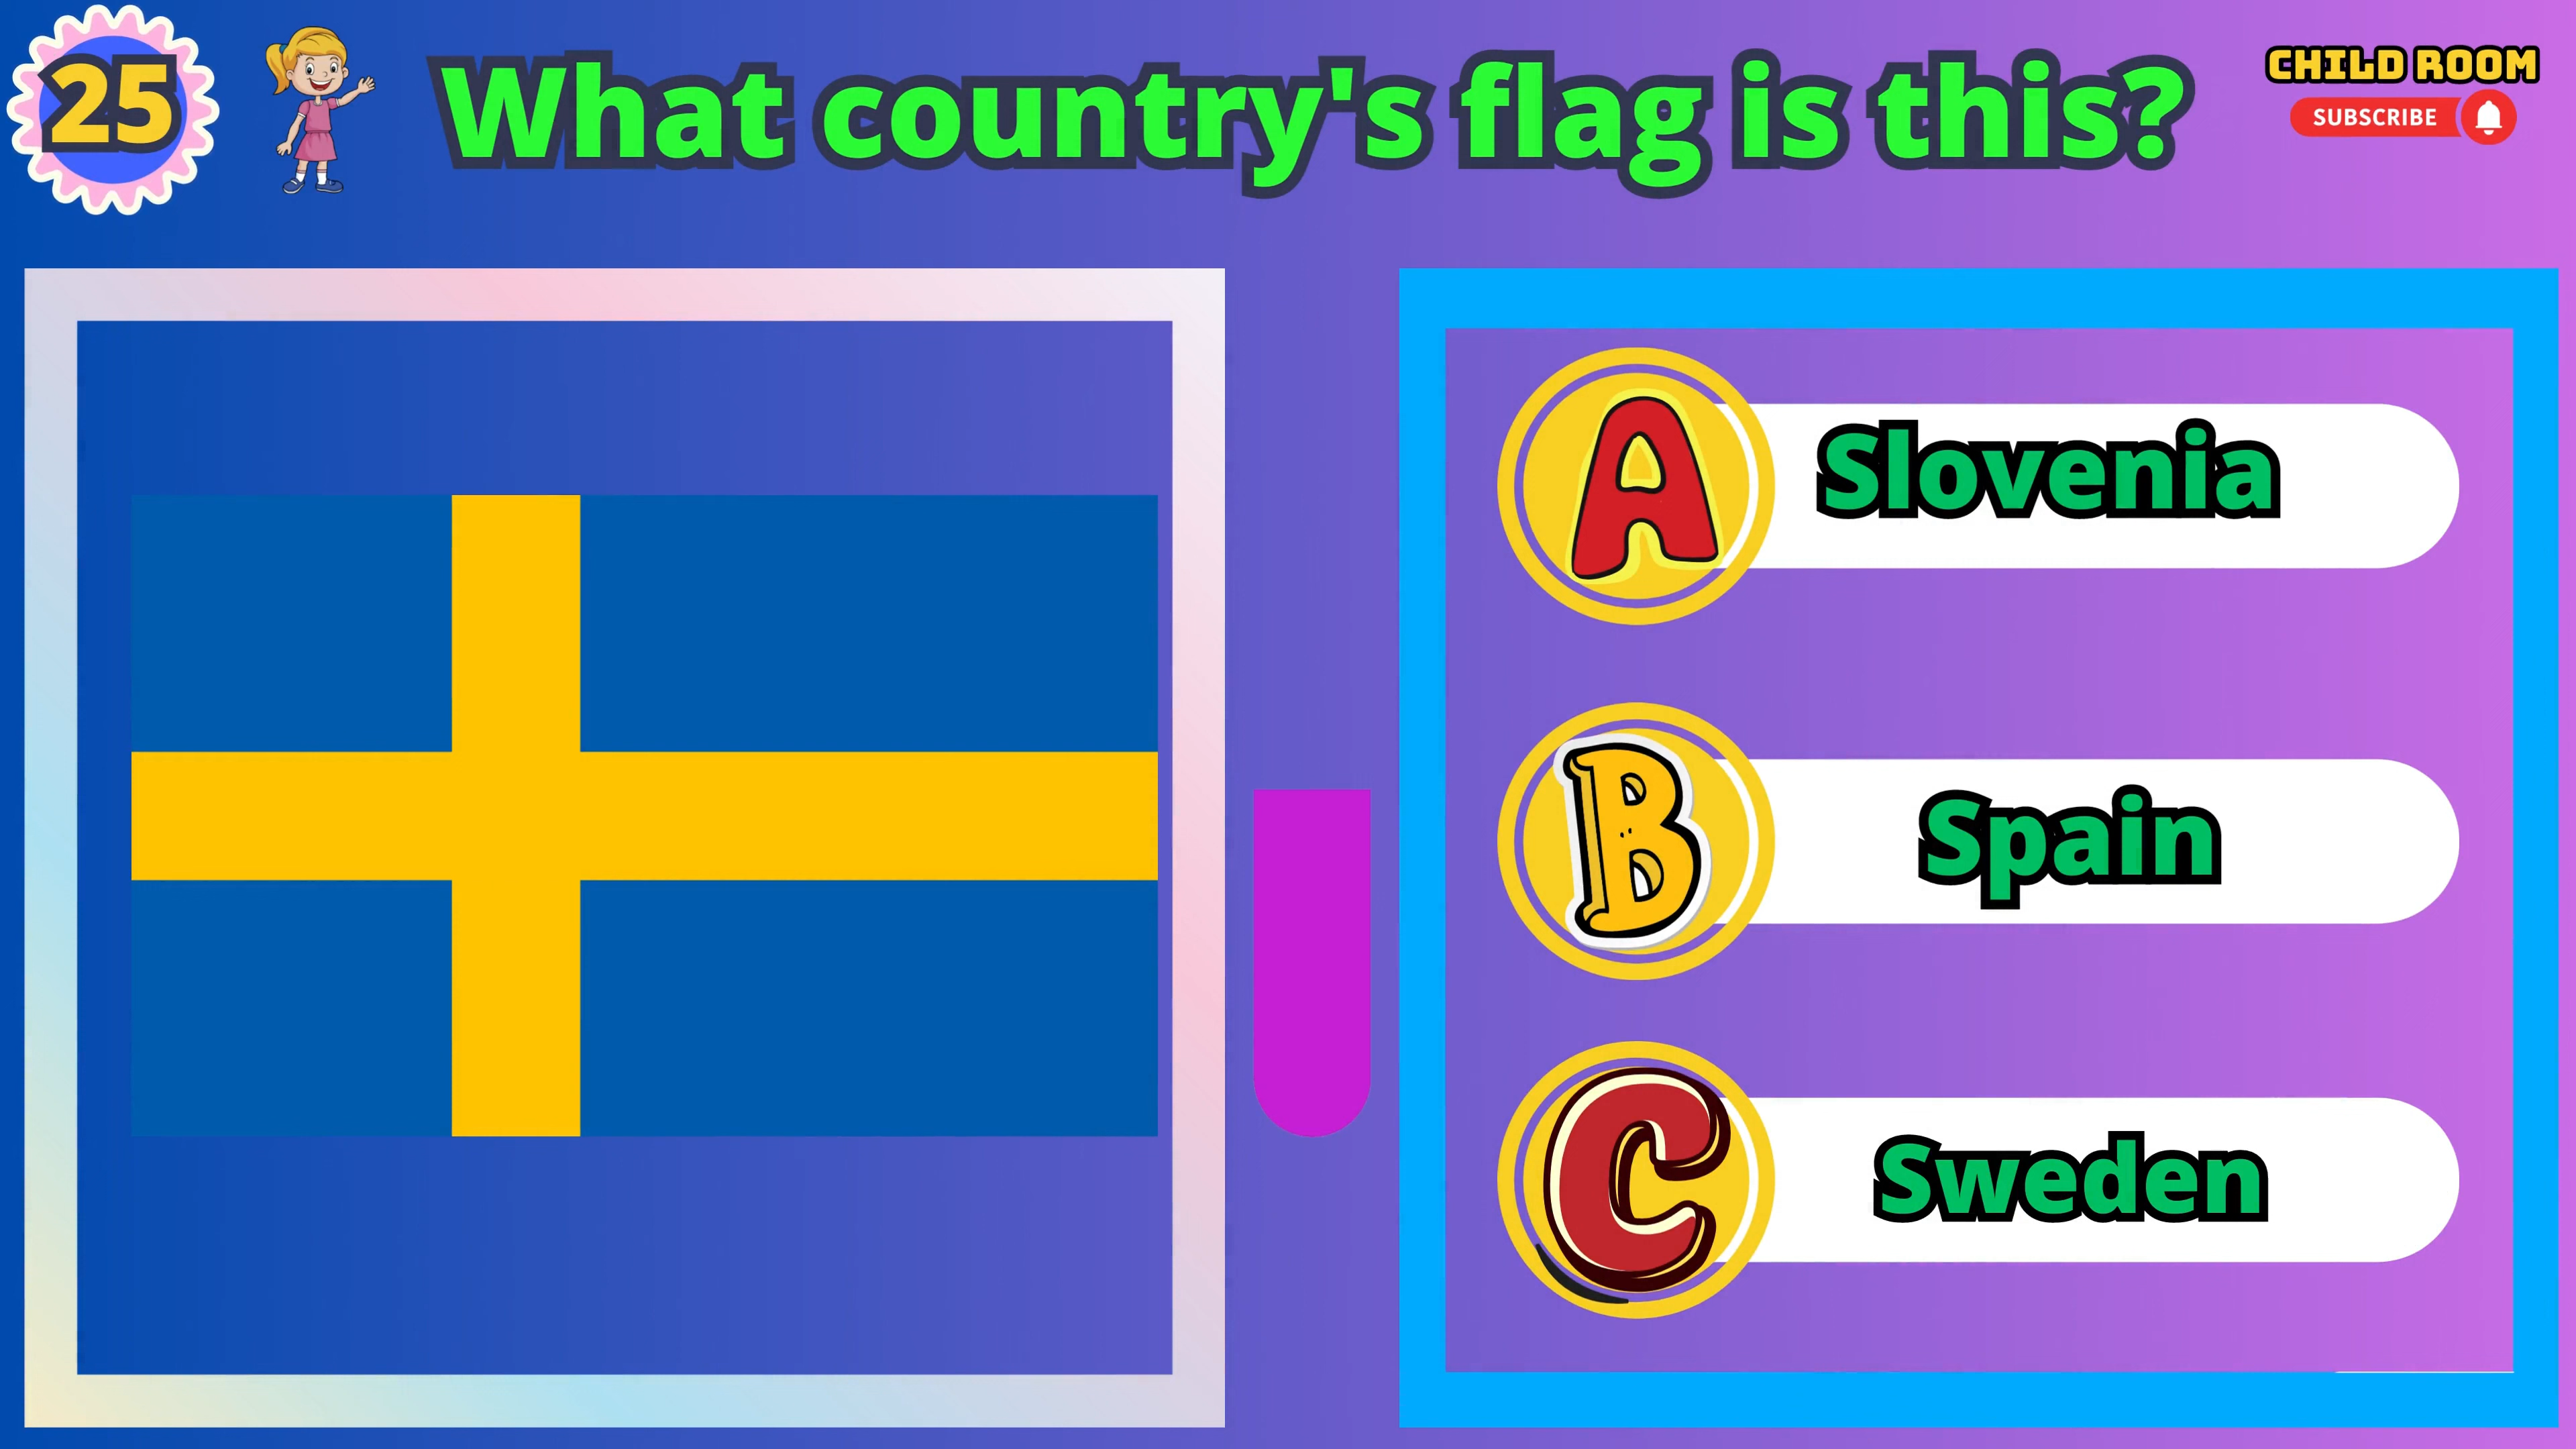 25
What country's flag is this?
CHILD ROOM
SUBSCRIBE
A
Slovenia
B
Spain
C
Sweden